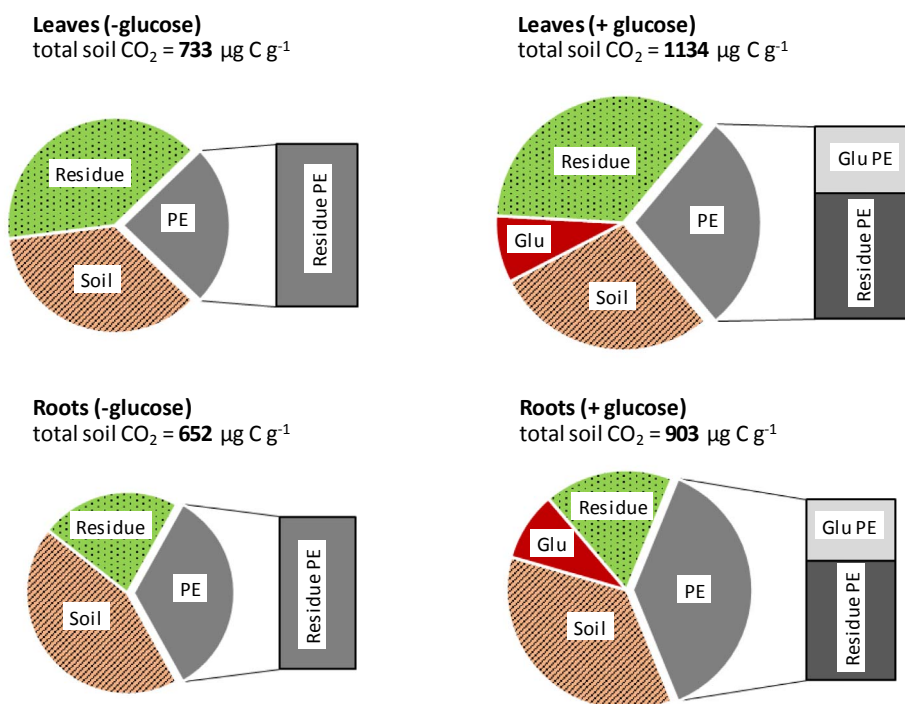 Leaves (-glucose)
total soil CO₂ = 733 µg C g⁻¹
Residue
PE
Soil
Residue PE
Leaves (+ glucose)
total soil CO₂ = 1134 µg C g⁻¹
Residue
Glu
PE
Soil
Glu PE
Residue PE
Roots (-glucose)
total soil CO₂ = 652 µg C g⁻¹
Residue
PE
Soil
Residue PE
Roots (+ glucose)
total soil CO₂ = 903 µg C g⁻¹
Residue
Glu
PE
Soil
Glu PE
Residue PE